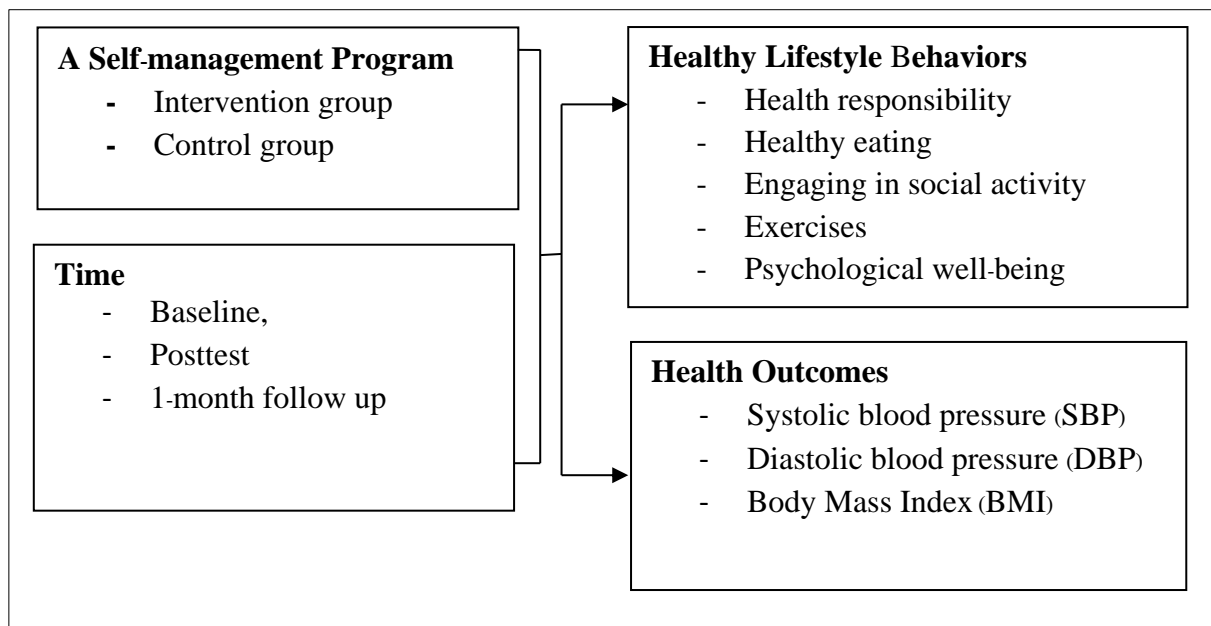 A Self-management Program
- Intervention group
- Control group
Time
- Baseline,
- Posttest
- 1-month follow up
Healthy Lifestyle Behaviors
- Health responsibility
- Healthy eating
- Engaging in social activity
- Exercises
- Psychological well-being
Health Outcomes
- Systolic blood pressure (SBP)
- Diastolic blood pressure (DBP)
- Body Mass Index (BMI)